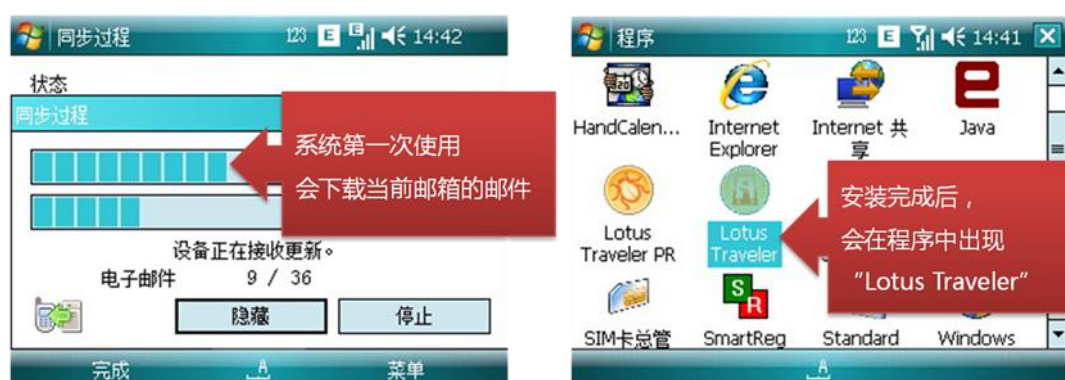 同步过程 123 E E 14:42
状态
同步过程
系统第一次使用
会下载当前邮箱的邮件
设备正在接收更新。
电子邮件 9 / 36
隐藏 停止
完成 菜单
程序 123 E 14:41
HandCalen... Internet Explorer Internet 共享 Java
Lotus Traveler PR Lotus Traveler
安装完成后，
会在程序中出现
“Lotus Traveler”
SIM卡总管 SmartReg Standard Windows